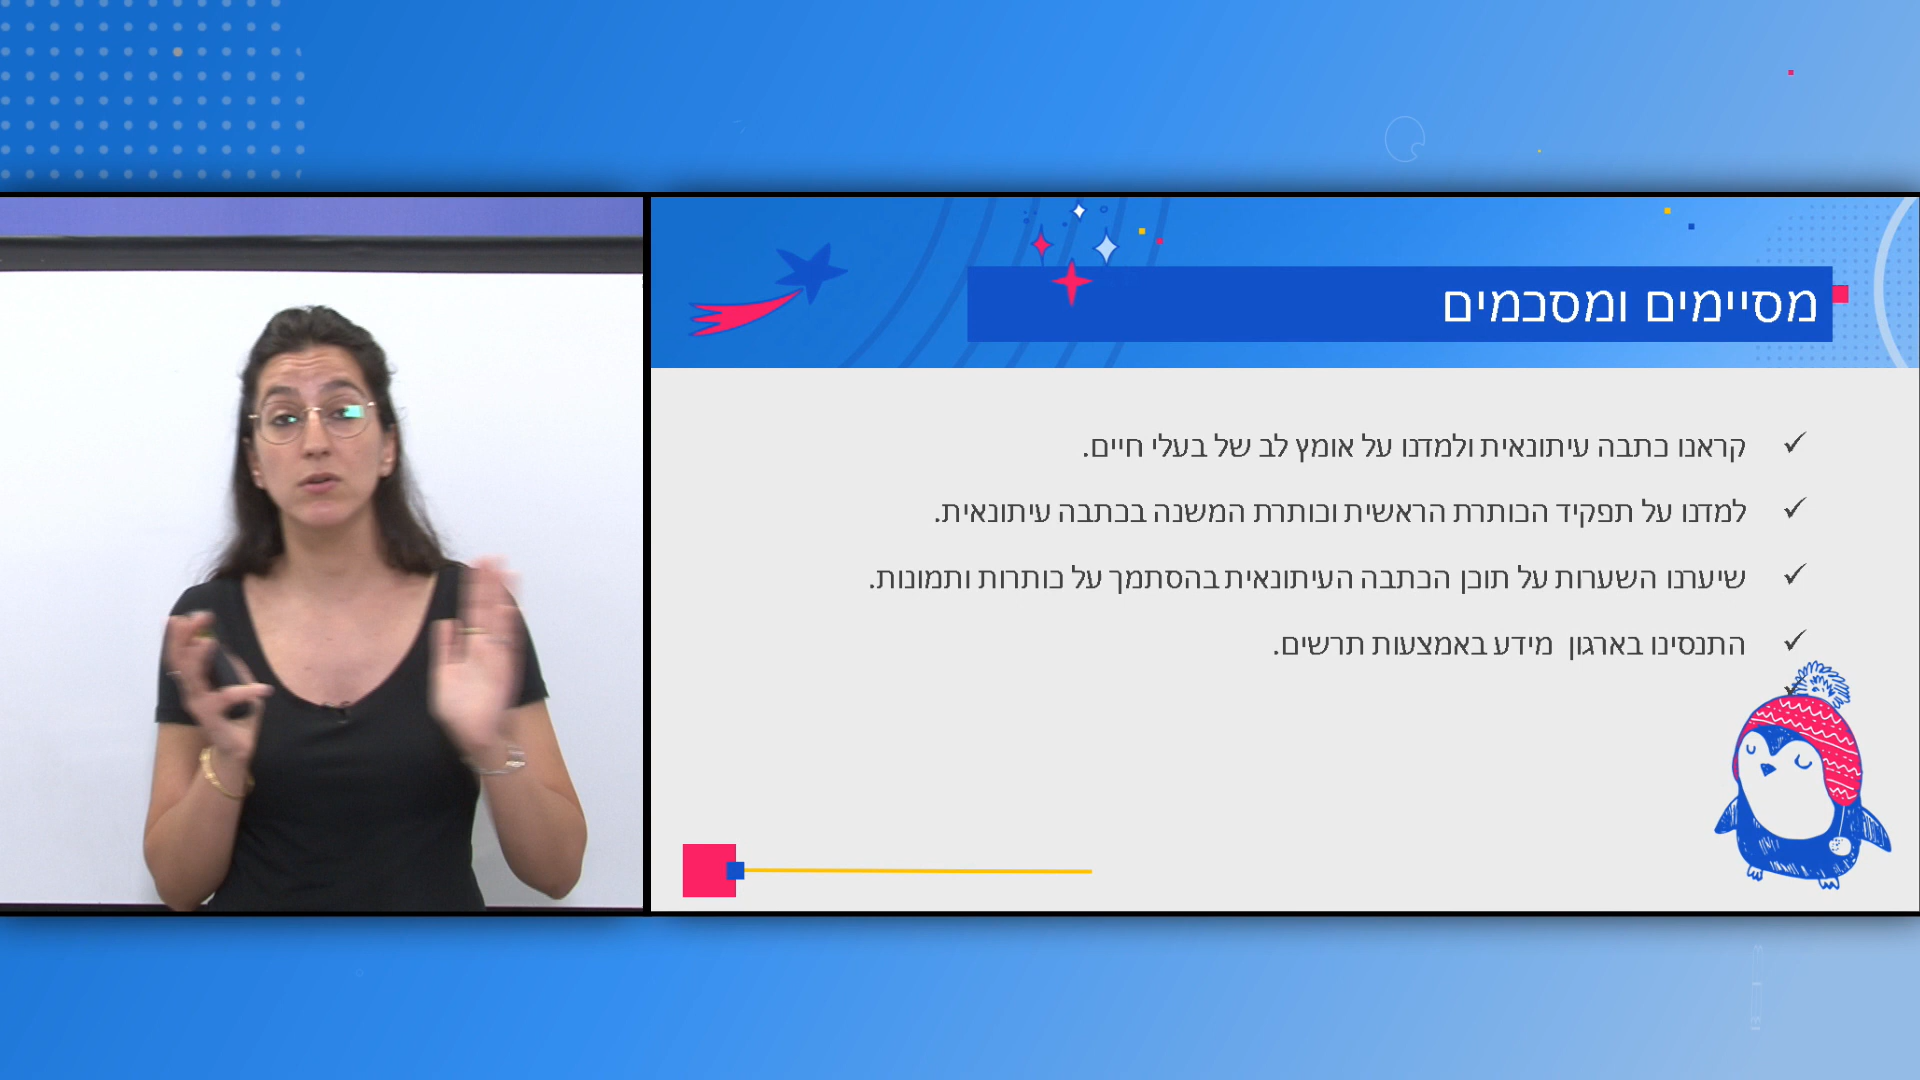 מסיימים ומסכמים
קראנו כתבה עיתונאית ולמדנו על אומץ לב של בעלי חיים.
למדנו על תפקיד הכותרת הראשית וכותרת המשנה בכתבה עיתונאית.
שיערנו השערות על תוכן הכתבה העיתונאית בהסתמך על כותרות ותמונות.
התנסינו בארגון  מידע באמצעות תרשים.